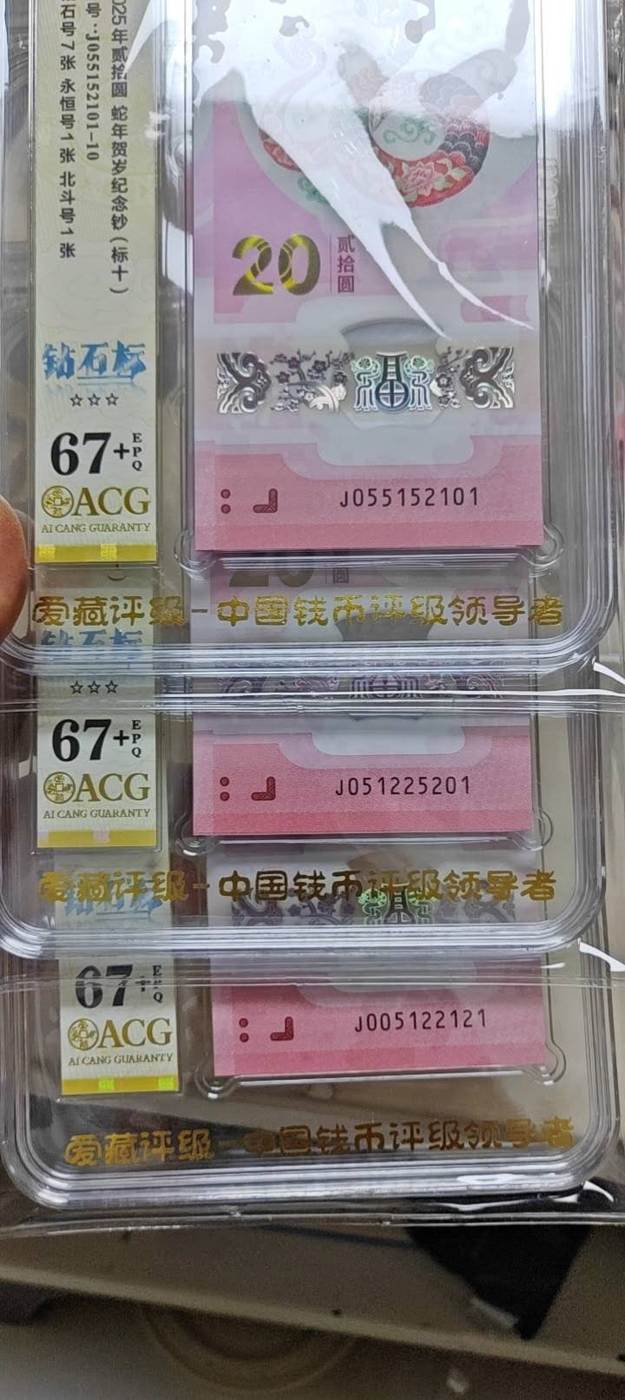 025年贰拾圆 蛇年贺岁纪念钞(标十)
号:J055152101-10
石号7张 永恒号1张 北斗号1张
钻石标
☆☆☆
67+EPQ
ACG
AI CANG GUARANTY
20 贰拾圆
J055152101
爱藏评级-中国钱币评级领导者
钻石标
☆☆☆
67+EPQ
ACG
AI CANG GUARANTY
J051225201
爱藏评级-中国钱币评级领导者
67+EPQ
ACG
AI CANG GUARANTY
J005122121
爱藏评级-中国钱币评级领导者